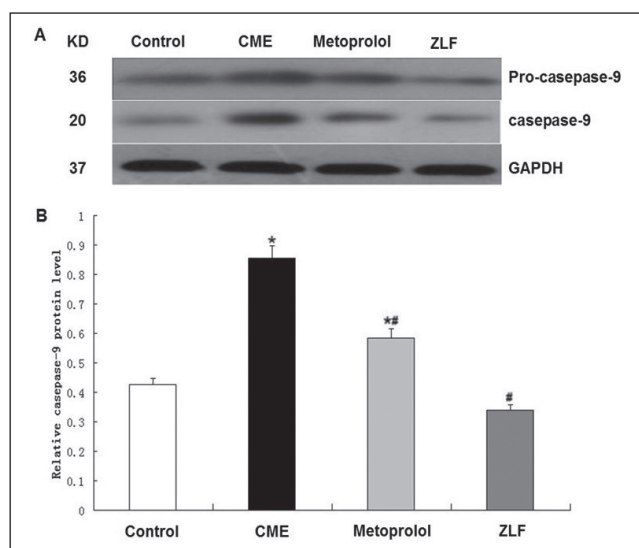 A KD Control CME Metoprolol ZLF
36 Pro-casepase-9
20 casepase-9
37 GAPDH
B
Relative casepase-9 protein level
1
0.9
0.8
0.7
0.6
0.5
0.4
0.3
0.2
0.1
0
*
*#
#
Control CME Metoprolol ZLF